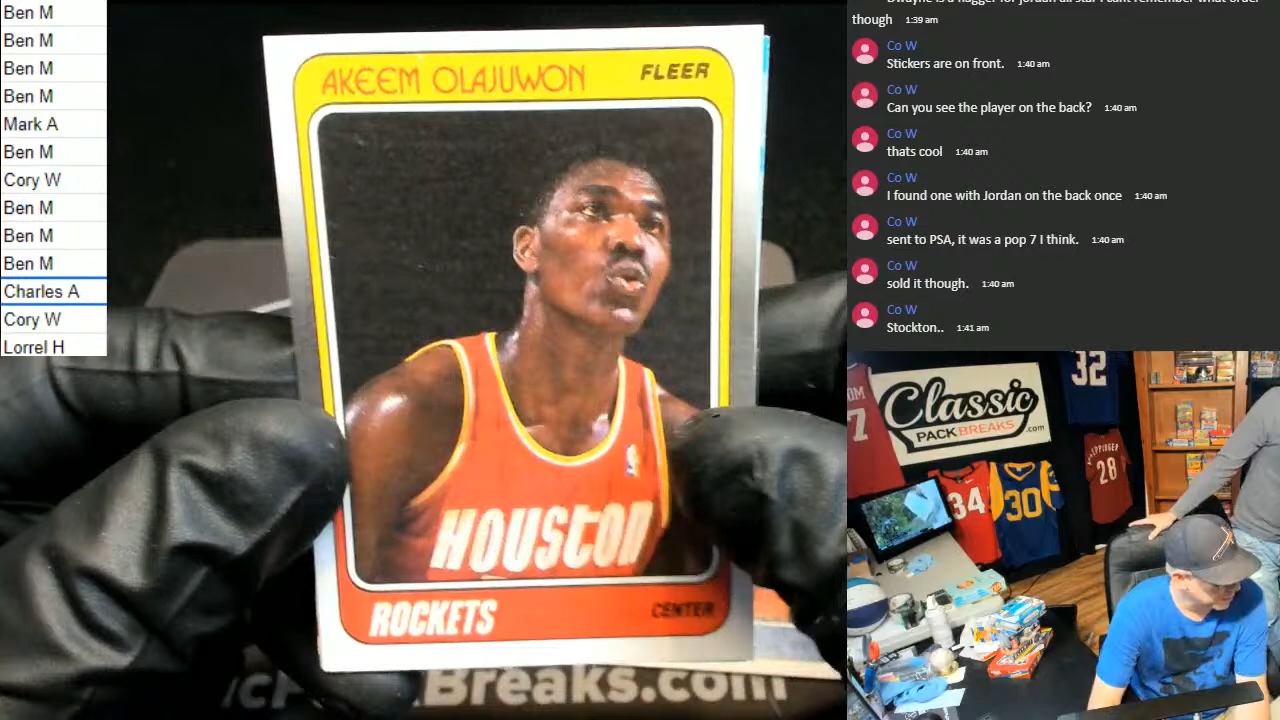 Ben M
Ben M
Ben M
Ben M
Mark A
Ben M
Cory W
Ben M
Ben M
Ben M
Charles A
Cory W
Lorrel H
AKEEM OLAJUWON
FLEER
HOUSTON
ROCKETS
CENTER
Breaks.com
though 1:39 am
Co W
Stickers are on front. 1:40 am
Co W
Can you see the player on the back? 1:40 am
Co W
thats cool 1:40 am
Co W
I found one with Jordan on the back once 1:40 am
Co W
sent to PSA, it was a pop 7 I think. 1:40 am
Co W
sold it though. 1:40 am
Co W
Stockton.. 1:41 am
Classic
PACKBREAKS.com
32
7
34
30
28